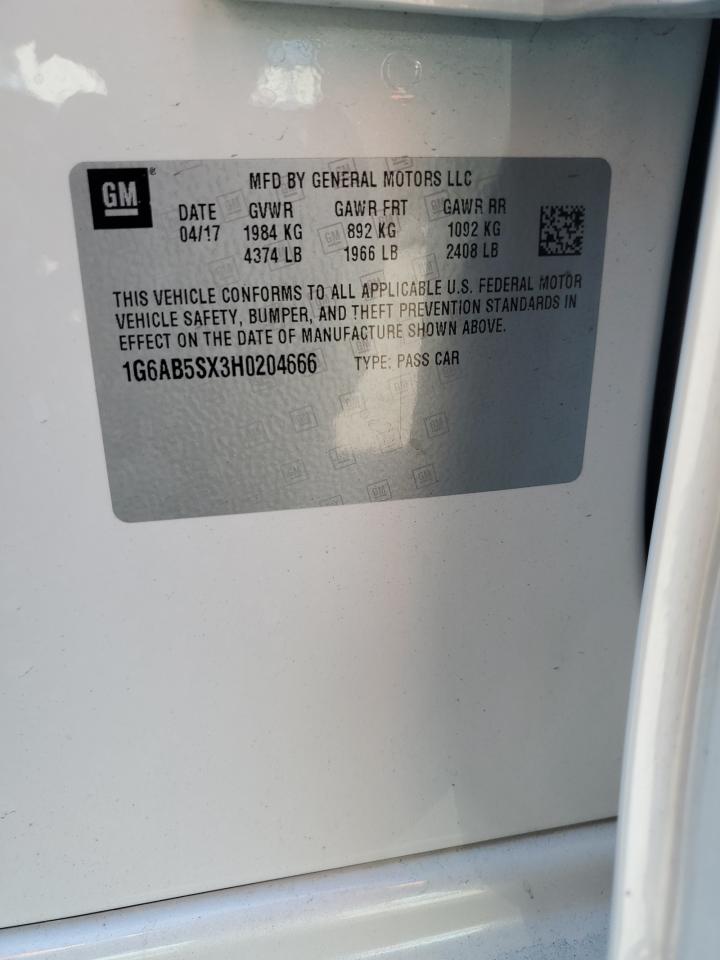 GM ®
MFD BY GENERAL MOTORS LLC
DATE GVWR GAWR FRT GAWR RR
04/17 1984 KG 892 KG 1092 KG
4374 LB 1966 LB 2408 LB
THIS VEHICLE CONFORMS TO ALL APPLICABLE U.S. FEDERAL MOTOR
VEHICLE SAFETY, BUMPER, AND THEFT PREVENTION STANDARDS IN
EFFECT ON THE DATE OF MANUFACTURE SHOWN ABOVE.
1G6AB5SX3H0204666 TYPE: PASS CAR